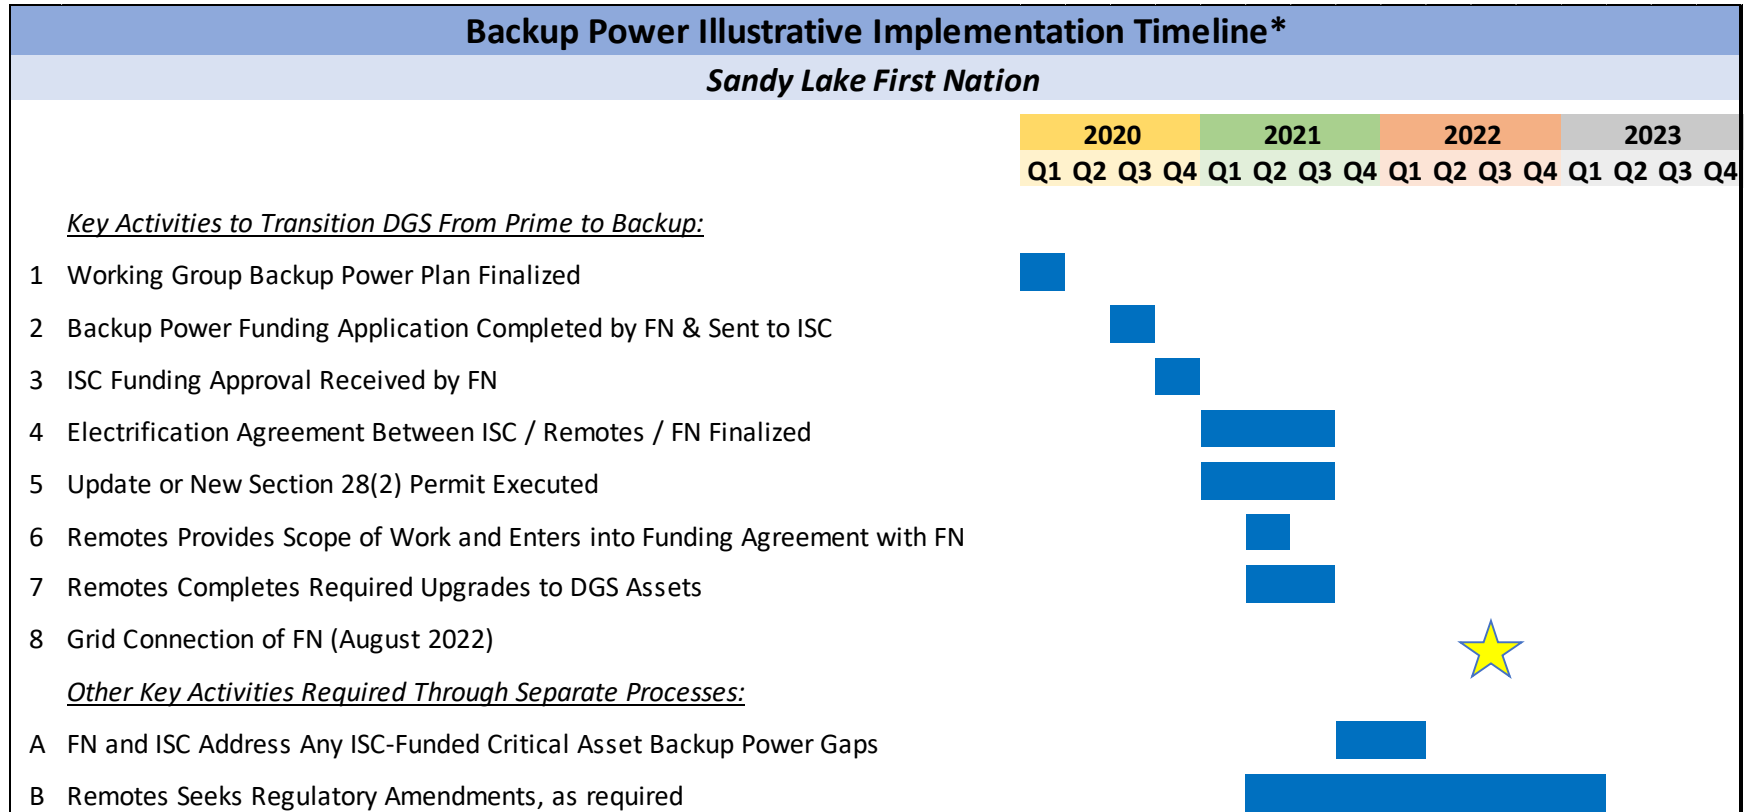 Backup Power Illustrative Implementation Timeline*
Sandy Lake First Nation
2020 2021 2022 2023
Q1 Q2 Q3 Q4 Q1 Q2 Q3 Q4 Q1 Q2 Q3 Q4 Q1 Q2 Q3 Q4
Key Activities to Transition DGS From Prime to Backup:
1 Working Group Backup Power Plan Finalized
2 Backup Power Funding Application Completed by FN & Sent to ISC
3 ISC Funding Approval Received by FN
4 Electrification Agreement Between ISC / Remotes / FN Finalized
5 Update or New Section 28(2) Permit Executed
6 Remotes Provides Scope of Work and Enters into Funding Agreement with FN
7 Remotes Completes Required Upgrades to DGS Assets
8 Grid Connection of FN (August 2022)
Other Key Activities Required Through Separate Processes:
A FN and ISC Address Any ISC-Funded Critical Asset Backup Power Gaps
B Remotes Seeks Regulatory Amendments, as required